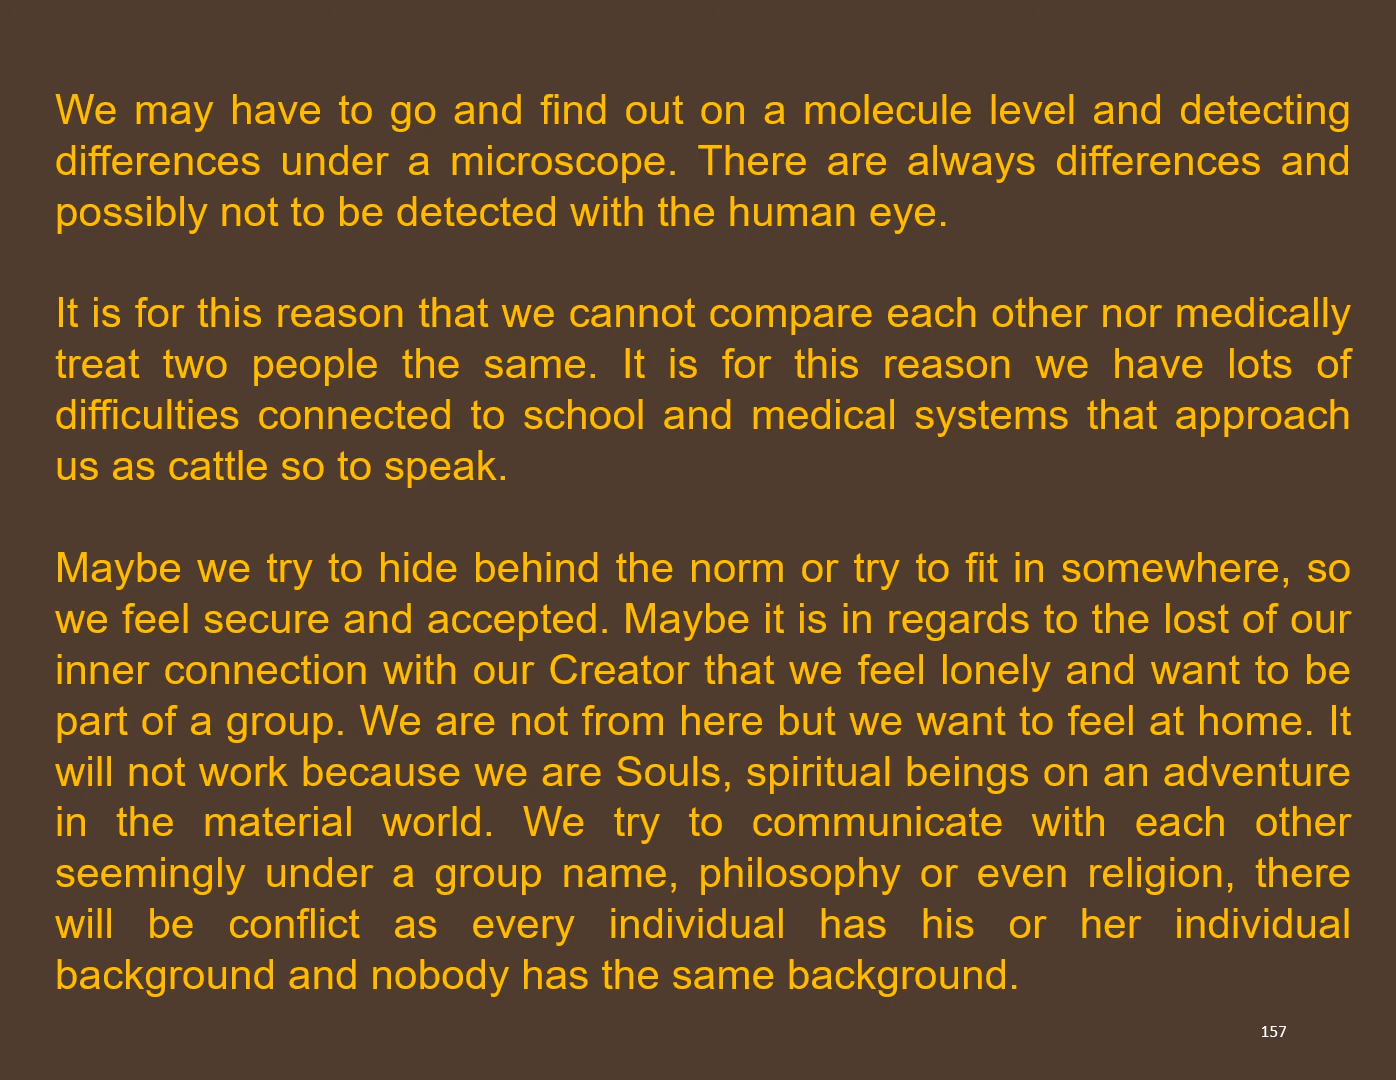 We may have to go and find out on a molecule level and detecting
differences under a microscope. There are always differences and
possibly not to be detected with the human eye.
It is for this reason that we cannot compare each other nor medically
treat two people the same. It is for this reason we have lots of
difficulties connected to school and medical systems that approach
us as cattle so to speak.
Maybe we try to hide behind the norm or try to fit in somewhere, so
we feel secure and accepted. Maybe it is in regards to the lost of our
inner connection with our Creator that we feel lonely and want to be
part of a group. We are not from here but we want to feel at home. It
will not work because we are Souls, spiritual beings on an adventure
in the material world. We try to communicate with each other
seemingly under a group name, philosophy or even religion, there
will be conflict as every individual has his or her individual
background and nobody has the same background.
157